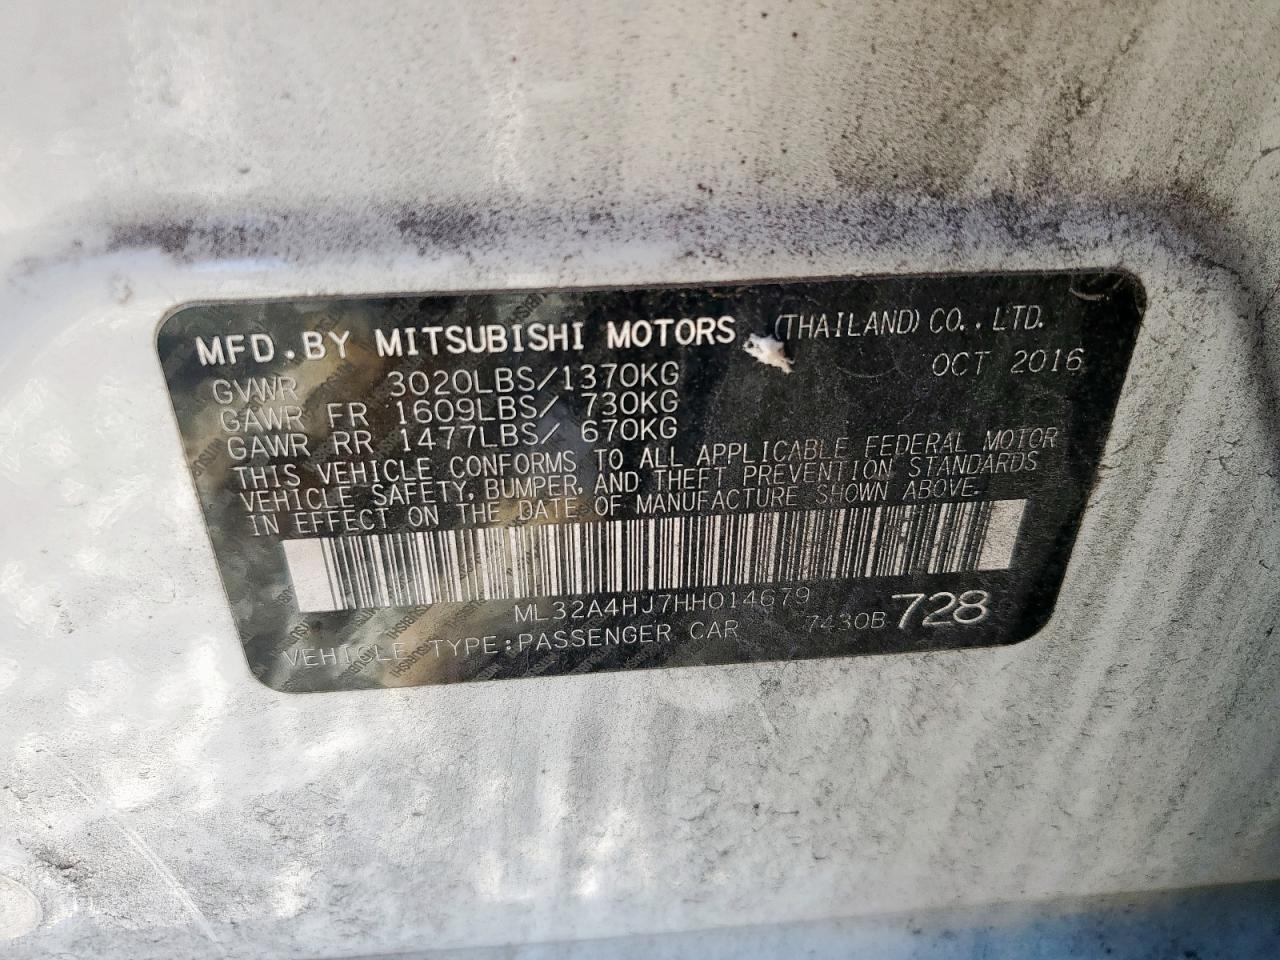 MFD. BY MITSUBISHI MOTORS (THAILAND) CO., LTD.
OCT 2016
GVWR 3020LBS/1370KG
GAWR FR 1609LBS/ 730KG
GAWR RR 1477LBS/ 670KG
THIS VEHICLE CONFORMS TO ALL APPLICABLE FEDERAL MOTOR
VEHICLE SAFETY, BUMPER, AND THEFT PREVENTION STANDARDS
IN EFFECT ON THE DATE OF MANUFACTURE SHOWN ABOVE.
ML32A4HJ7HH014679
VEHICLE TYPE: PASSENGER CAR 7430B 728